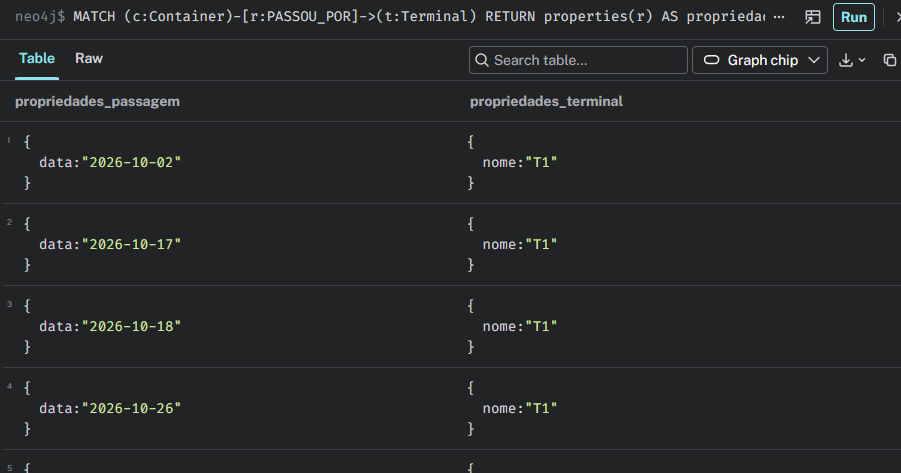 neo4j$ MATCH (c:Container)-[r:PASSOU_POR]->(t:Terminal) RETURN properties(r) AS ⋯ Run
Table Raw
Search table... Graph chip
propriedades_passagem propriedades_terminal
1 { {
data:"2026-10-02" nome:"T1"
} }
2 { {
data:"2026-10-17" nome:"T1"
} }
3 { {
data:"2026-10-18" nome:"T1"
} }
4 { {
data:"2026-10-26" nome:"T1"
} }
5 { {